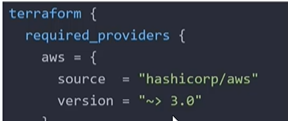 terraform {
  required_providers {
    aws = {
      source  = "hashicorp/aws"
      version = "~> 3.0"
    }